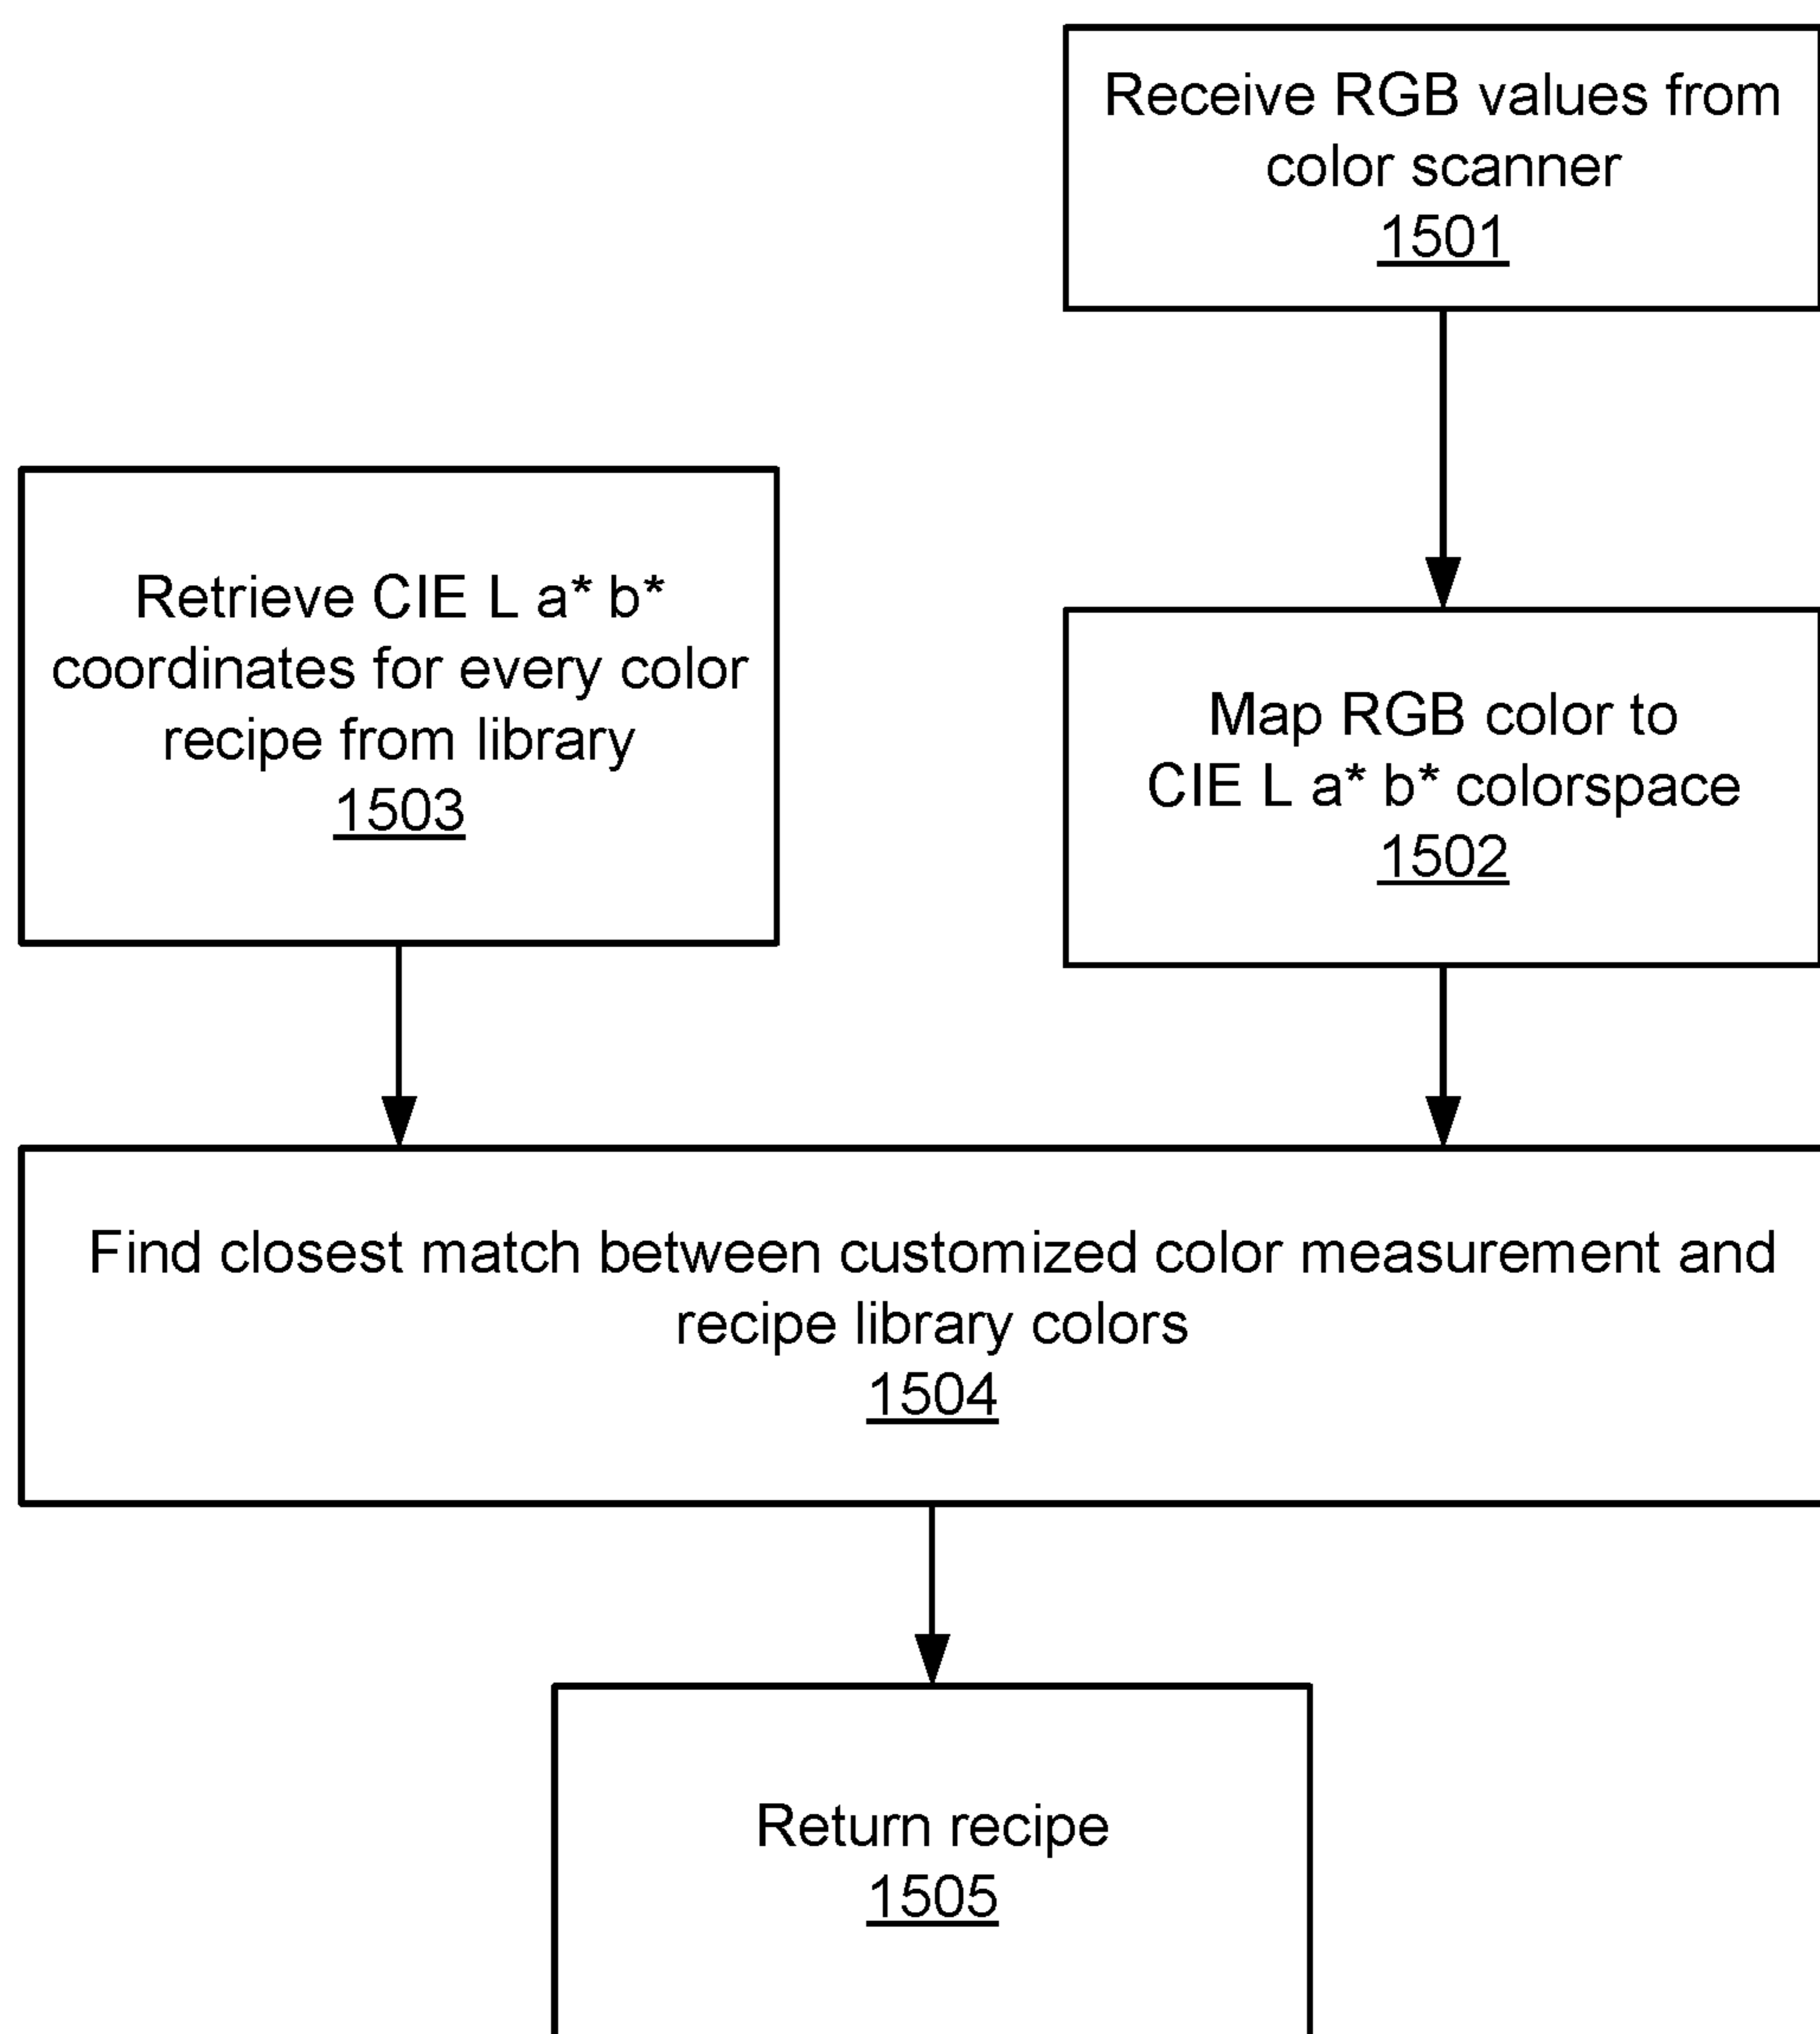 Receive RGB values from
color scanner
1501
Retrieve CIE L a* b*
coordinates for every color
recipe from library
1503
Map RGB color to
CIE L a* b* colorspace
1502
Find closest match between customized color measurement and
recipe library colors
1504
Return recipe
1505